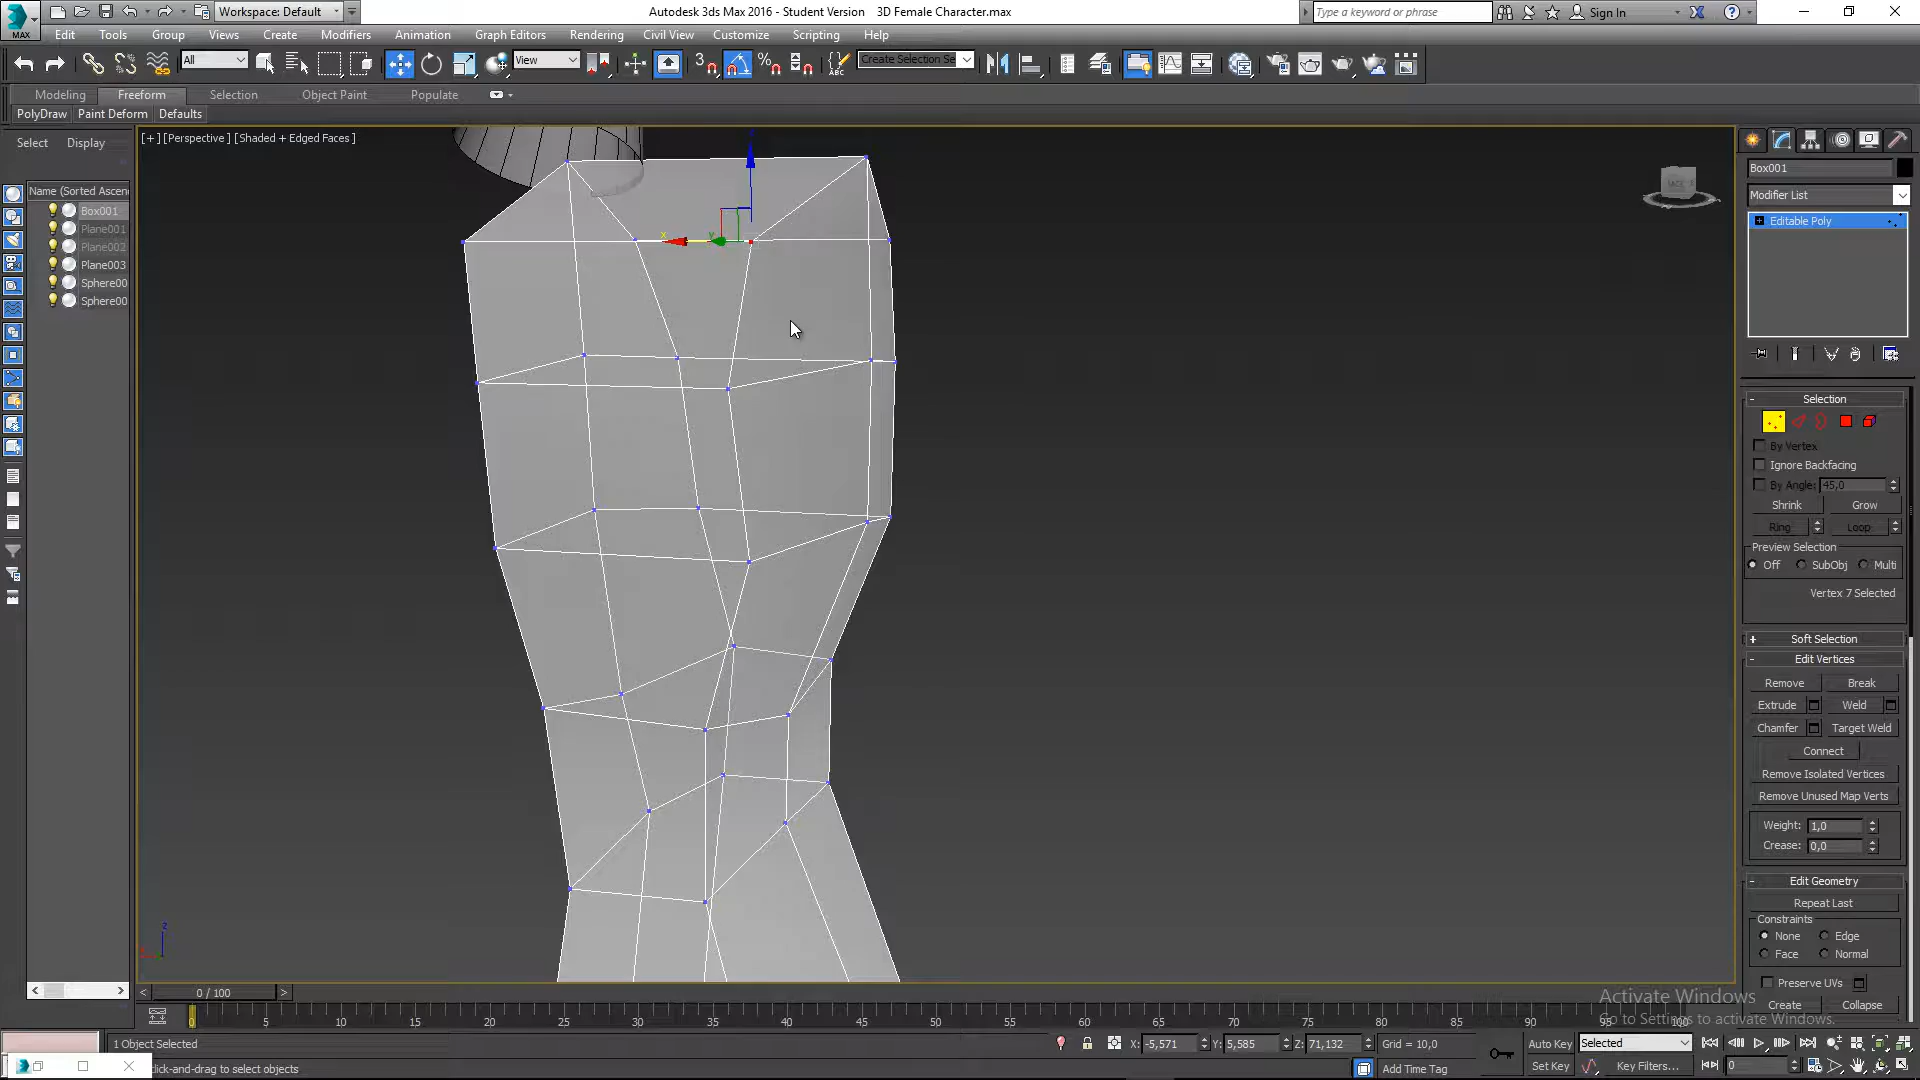 Workspace: Default
Autodesk 3ds Max 2016 - Student Version    3D Female Character.max
Type a keyword or phrase
Sign In
MAX
Edit
Tools
Group
Views
Create
Modifiers
Animation
Graph Editors
Rendering
Civil View
Customize
Scripting
Help
All
View
3
ABC
Create Selection Se
Modeling
Freeform
Selection
Object Paint
Populate
PolyDraw
Paint Deform
Defaults
Select
Display
[+] [Perspective] [Shaded + Edged Faces]
Name (Sorted Ascen
Box001
Plane001
Plane002
Plane003
Sphere00
Sphere00
x
y
z
Box001
Modifier List
Editable Poly
Selection
By Vertex
Ignore Backfacing
By Angle: 45,0
Shrink
Grow
Ring
Loop
Preview Selection
Off
SubObj
Multi
Vertex 7 Selected
Soft Selection
Edit Vertices
Remove
Break
Extrude
Weld
Chamfer
Target Weld
Connect
Remove Isolated Vertices
Remove Unused Map Verts
Weight: 1,0
Crease: 0,0
Edit Geometry
Repeat Last
Constraints
None
Edge
Face
Normal
Preserve UVs
Create
Collapse
Activate Windows
Go to Settings to activate Windows.
0 / 100
0 5 10 15 20 25 30 35 40 45 50 55 60 65 70 75 80 85 90 95 100
1 Object Selected
X: -5,571
Y: 5,585
Z: 71,132
Grid = 10,0
Auto Key
Selected
click-and-drag to select objects
Add Time Tag
Set Key
Key Filters...
0